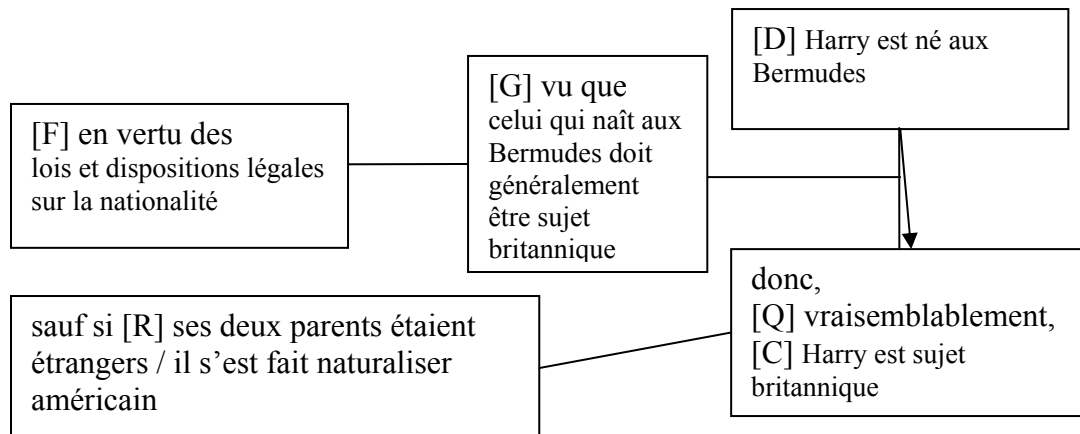 [D] Harry est né aux
Bermudes
[G] vu que
celui qui naît aux
Bermudes doit
généralement
être sujet
britannique
[F] en vertu des
lois et dispositions légales
sur la nationalité
donc,
[Q] vraisemblablement,
[C] Harry est sujet
britannique
sauf si [R] ses deux parents étaient
étrangers / il s’est fait naturaliser
américain